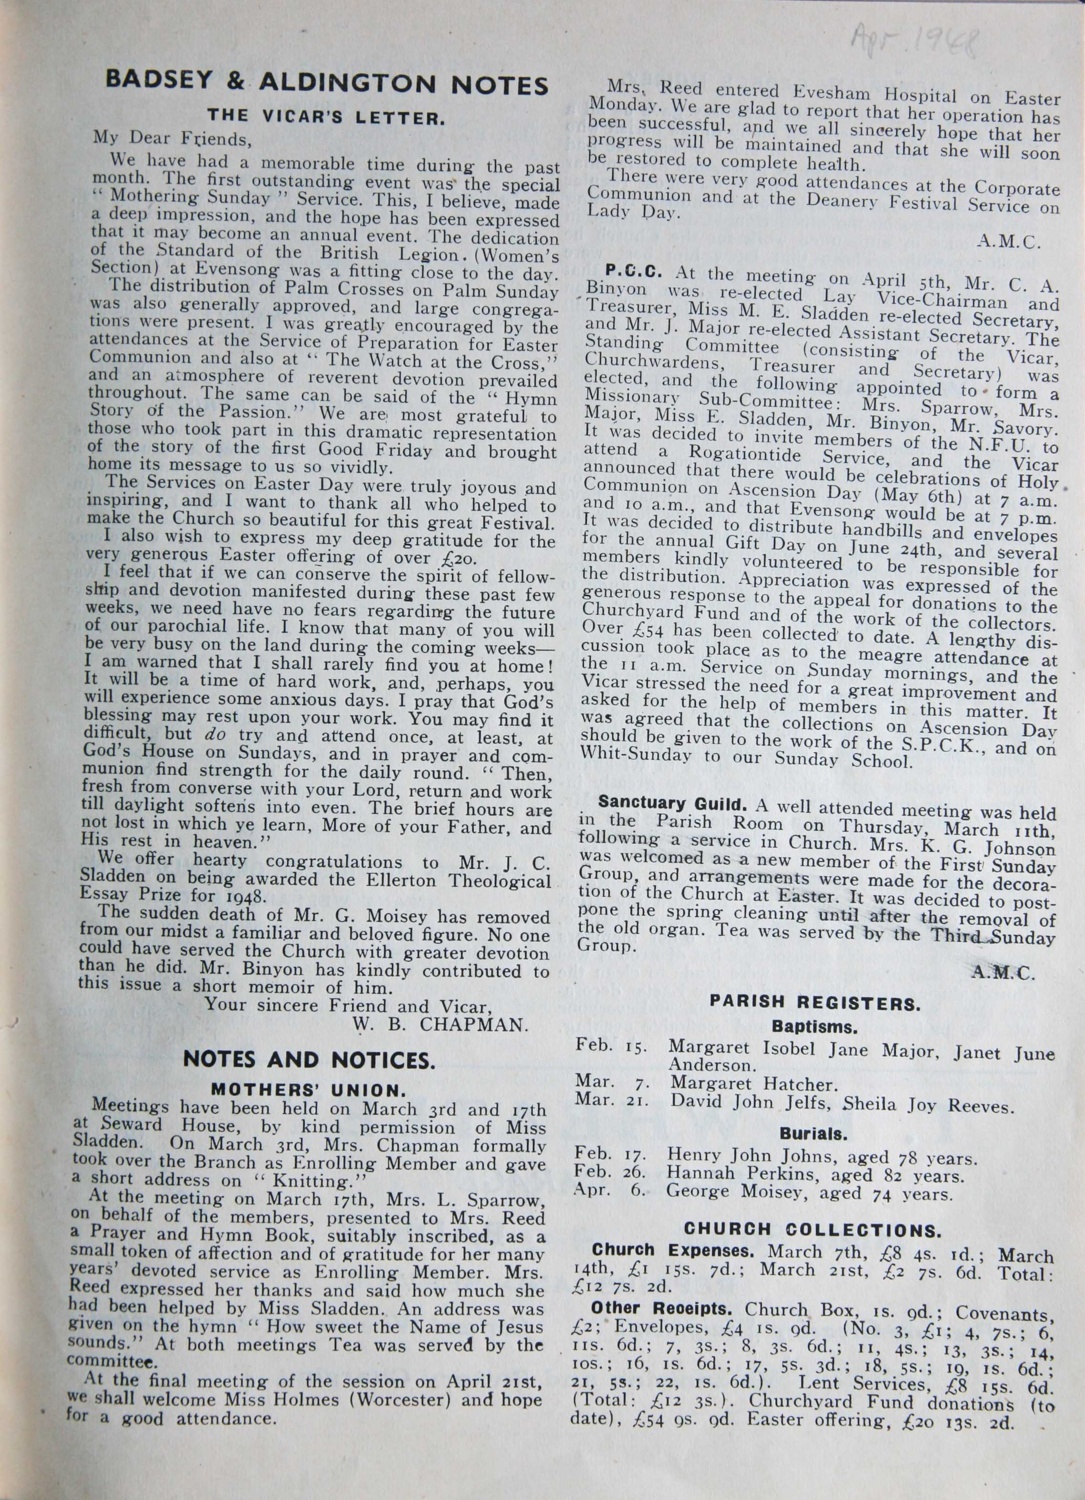 Apr. 1948
BADSEY & ALDINGTON NOTES
THE VICAR'S LETTER.
My Dear Friends,
We have had a memorable time during the past
month. The first outstanding event was the special
" Mothering Sunday " Service. This, I believe, made
a deep impression, and the hope has been expressed
that it may become an annual event. The dedication
of the Standard of the British Legion. (Women's
Section) at Evensong was a fitting close to the day.
The distribution of Palm Crosses on Palm Sunday
was also generally approved, and large congrega-
tions were present. I was greatly encouraged by the
attendances at the Service of Preparation for Easter
Communion and also at " The Watch at the Cross,"
and an atmosphere of reverent devotion prevailed
throughout. The same can be said of the " Hymn
Story of the Passion." We are most grateful to
those who took part in this dramatic representation
of the story of the first Good Friday and brought
home its message to us so vividly.
The Services on Easter Day were truly joyous and
inspiring, and I want to thank all who helped to
make the Church so beautiful for this great Festival.
I also wish to express my deep gratitude for the
very generous Easter offering of over £20.
I feel that if we can conserve the spirit of fellow-
ship and devotion manifested during these past few
weeks, we need have no fears regarding the future
of our parochial life. I know that many of you will
be very busy on the land during the coming weeks—
I am warned that I shall rarely find you at home!
It will be a time of hard work, and, perhaps, you
will experience some anxious days. I pray that God's
blessing may rest upon your work. You may find it
difficult, but do try and attend once, at least, at
God's House on Sundays, and in prayer and com-
munion find strength for the daily round. " Then,
fresh from converse with your Lord, return and work
till daylight softens into even. The brief hours are
not lost in which ye learn, More of your Father, and
His rest in heaven."
We offer hearty congratulations to Mr. J. C.
Sladden on being awarded the Ellerton Theological
Essay Prize for 1948.
The sudden death of Mr. G. Moisey has removed
from our midst a familiar and beloved figure. No one
could have served the Church with greater devotion
than he did. Mr. Binyon has kindly contributed to
this issue a short memoir of him.
Your sincere Friend and Vicar,
W. B. CHAPMAN.
NOTES AND NOTICES.
MOTHERS' UNION.
Meetings have been held on March 3rd and 17th
at Seward House, by kind permission of Miss
Sladden. On March 3rd, Mrs. Chapman formally
took over the Branch as Enrolling Member and gave
a short address on " Knitting."
At the meeting on March 17th, Mrs. L. Sparrow,
on behalf of the members, presented to Mrs. Reed
a Prayer and Hymn Book, suitably inscribed, as a
small token of affection and of gratitude for her many
years' devoted service as Enrolling Member. Mrs.
Reed expressed her thanks and said how much she
had been helped by Miss Sladden. An address was
given on the hymn " How sweet the Name of Jesus
sounds." At both meetings Tea was served by the
committee.
At the final meeting of the session on April 21st,
we shall welcome Miss Holmes (Worcester) and hope
for a good attendance.
Mrs. Reed entered Evesham Hospital on Easter
Monday. We are glad to report that her operation has
been successful, and we all sincerely hope that her
progress will be maintained and that she will soon
be restored to complete health.
There were very good attendances at the Corporate
Communion and at the Deanery Festival Service on
Lady Day.
A.M.C.
P.C.C. At the meeting on April 5th, Mr. C. A.
Binyon was re-elected Lay Vice-Chairman and
Treasurer, Miss M. E. Sladden re-elected Secretary,
and Mr. J. Major re-elected Assistant Secretary. The
Standing Committee (consisting of the Vicar,
Churchwardens, Treasurer and Secretary) was
elected, and the following appointed to form a
Missionary Sub-Committee: Mrs. Sparrow, Mrs.
Major, Miss E. Sladden, Mr. Binyon, Mr. Savory.
It was decided to invite members of the N.F.U. to
attend a Rogationtide Service, and the Vicar
announced that there would be celebrations of Holy
Communion on Ascension Day (May 6th) at 7 a.m.
and 10 a.m., and that Evensong would be at 7 p.m.
It was decided to distribute handbills and envelopes
for the annual Gift Day on June 24th, and several
members kindly volunteered to be responsible for
the distribution. Appreciation was expressed of the
generous response to the appeal for donations to the
Churchyard Fund and of the work of the collectors.
Over £54 has been collected to date. A lengthy dis-
cussion took place as to the meagre attendance at
the 11 a.m. Service on Sunday mornings, and the
Vicar stressed the need for a great improvement and
asked for the help of members in this matter. It
was agreed that the collections on Ascension Day
should be given to the work of the S.P.C.K., and on
Whit-Sunday to our Sunday School.
Sanctuary Guild. A well attended meeting was held
in the Parish Room on Thursday, March 11th,
following a service in Church. Mrs. K. G. Johnson
was welcomed as a new member of the First Sunday
Group, and arrangements were made for the decora-
tion of the Church at Easter. It was decided to post-
pone the spring cleaning until after the removal of
the old organ. Tea was served by the Third Sunday
Group.
A.M.C.
PARISH REGISTERS.
Baptisms.
Feb. 15. Margaret Isobel Jane Major, Janet June
Anderson.
Mar. 7. Margaret Hatcher.
Mar. 21. David John Jelfs, Sheila Joy Reeves.
Burials.
Feb. 17. Henry John Johns, aged 78 years.
Feb. 26. Hannah Perkins, aged 82 years.
Apr. 6. George Moisey, aged 74 years.
CHURCH COLLECTIONS.
Church Expenses. March 7th, £8 4s. 1d.; March
14th, £1 15s. 7d.; March 21st, £2 7s. 6d. Total:
£12 7s. 2d.
Other Receipts. Church Box, 1s. 9d.; Covenants,
£2; Envelopes, £4 1s. 9d. (No. 3, £1; 4, 7s.; 6,
11s. 6d.; 7, 3s.; 8, 3s. 6d.; 11, 4s.; 13, 3s.; 14,
10s.; 16, 1s. 6d.; 17, 5s. 3d.; 18, 5s.; 19, 1s. 6d.;
21, 5s.; 22, 1s. 6d.). Lent Services, £8 15s. 6d.
(Total: £12 3s.). Churchyard Fund donations (to
date), £54 9s. 9d. Easter offering, £20 13s. 2d.